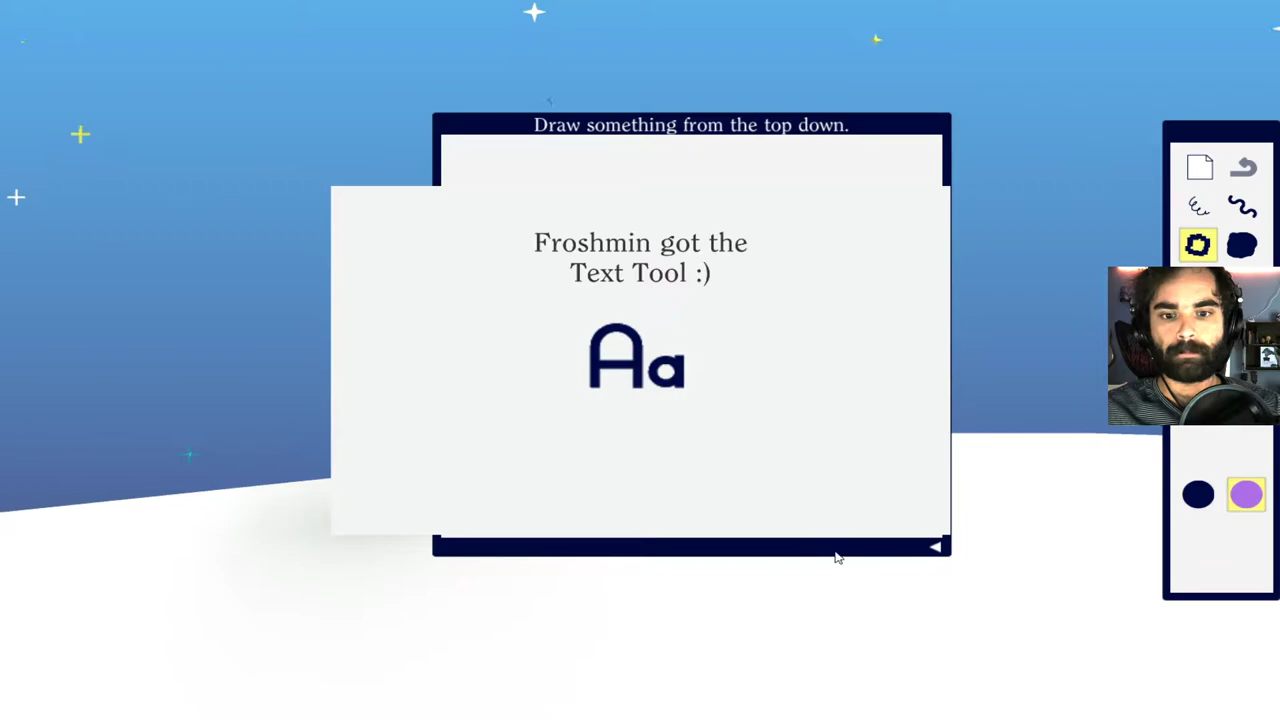 Draw something from the top down.
Froshmin got the
Text Tool :)
Aa